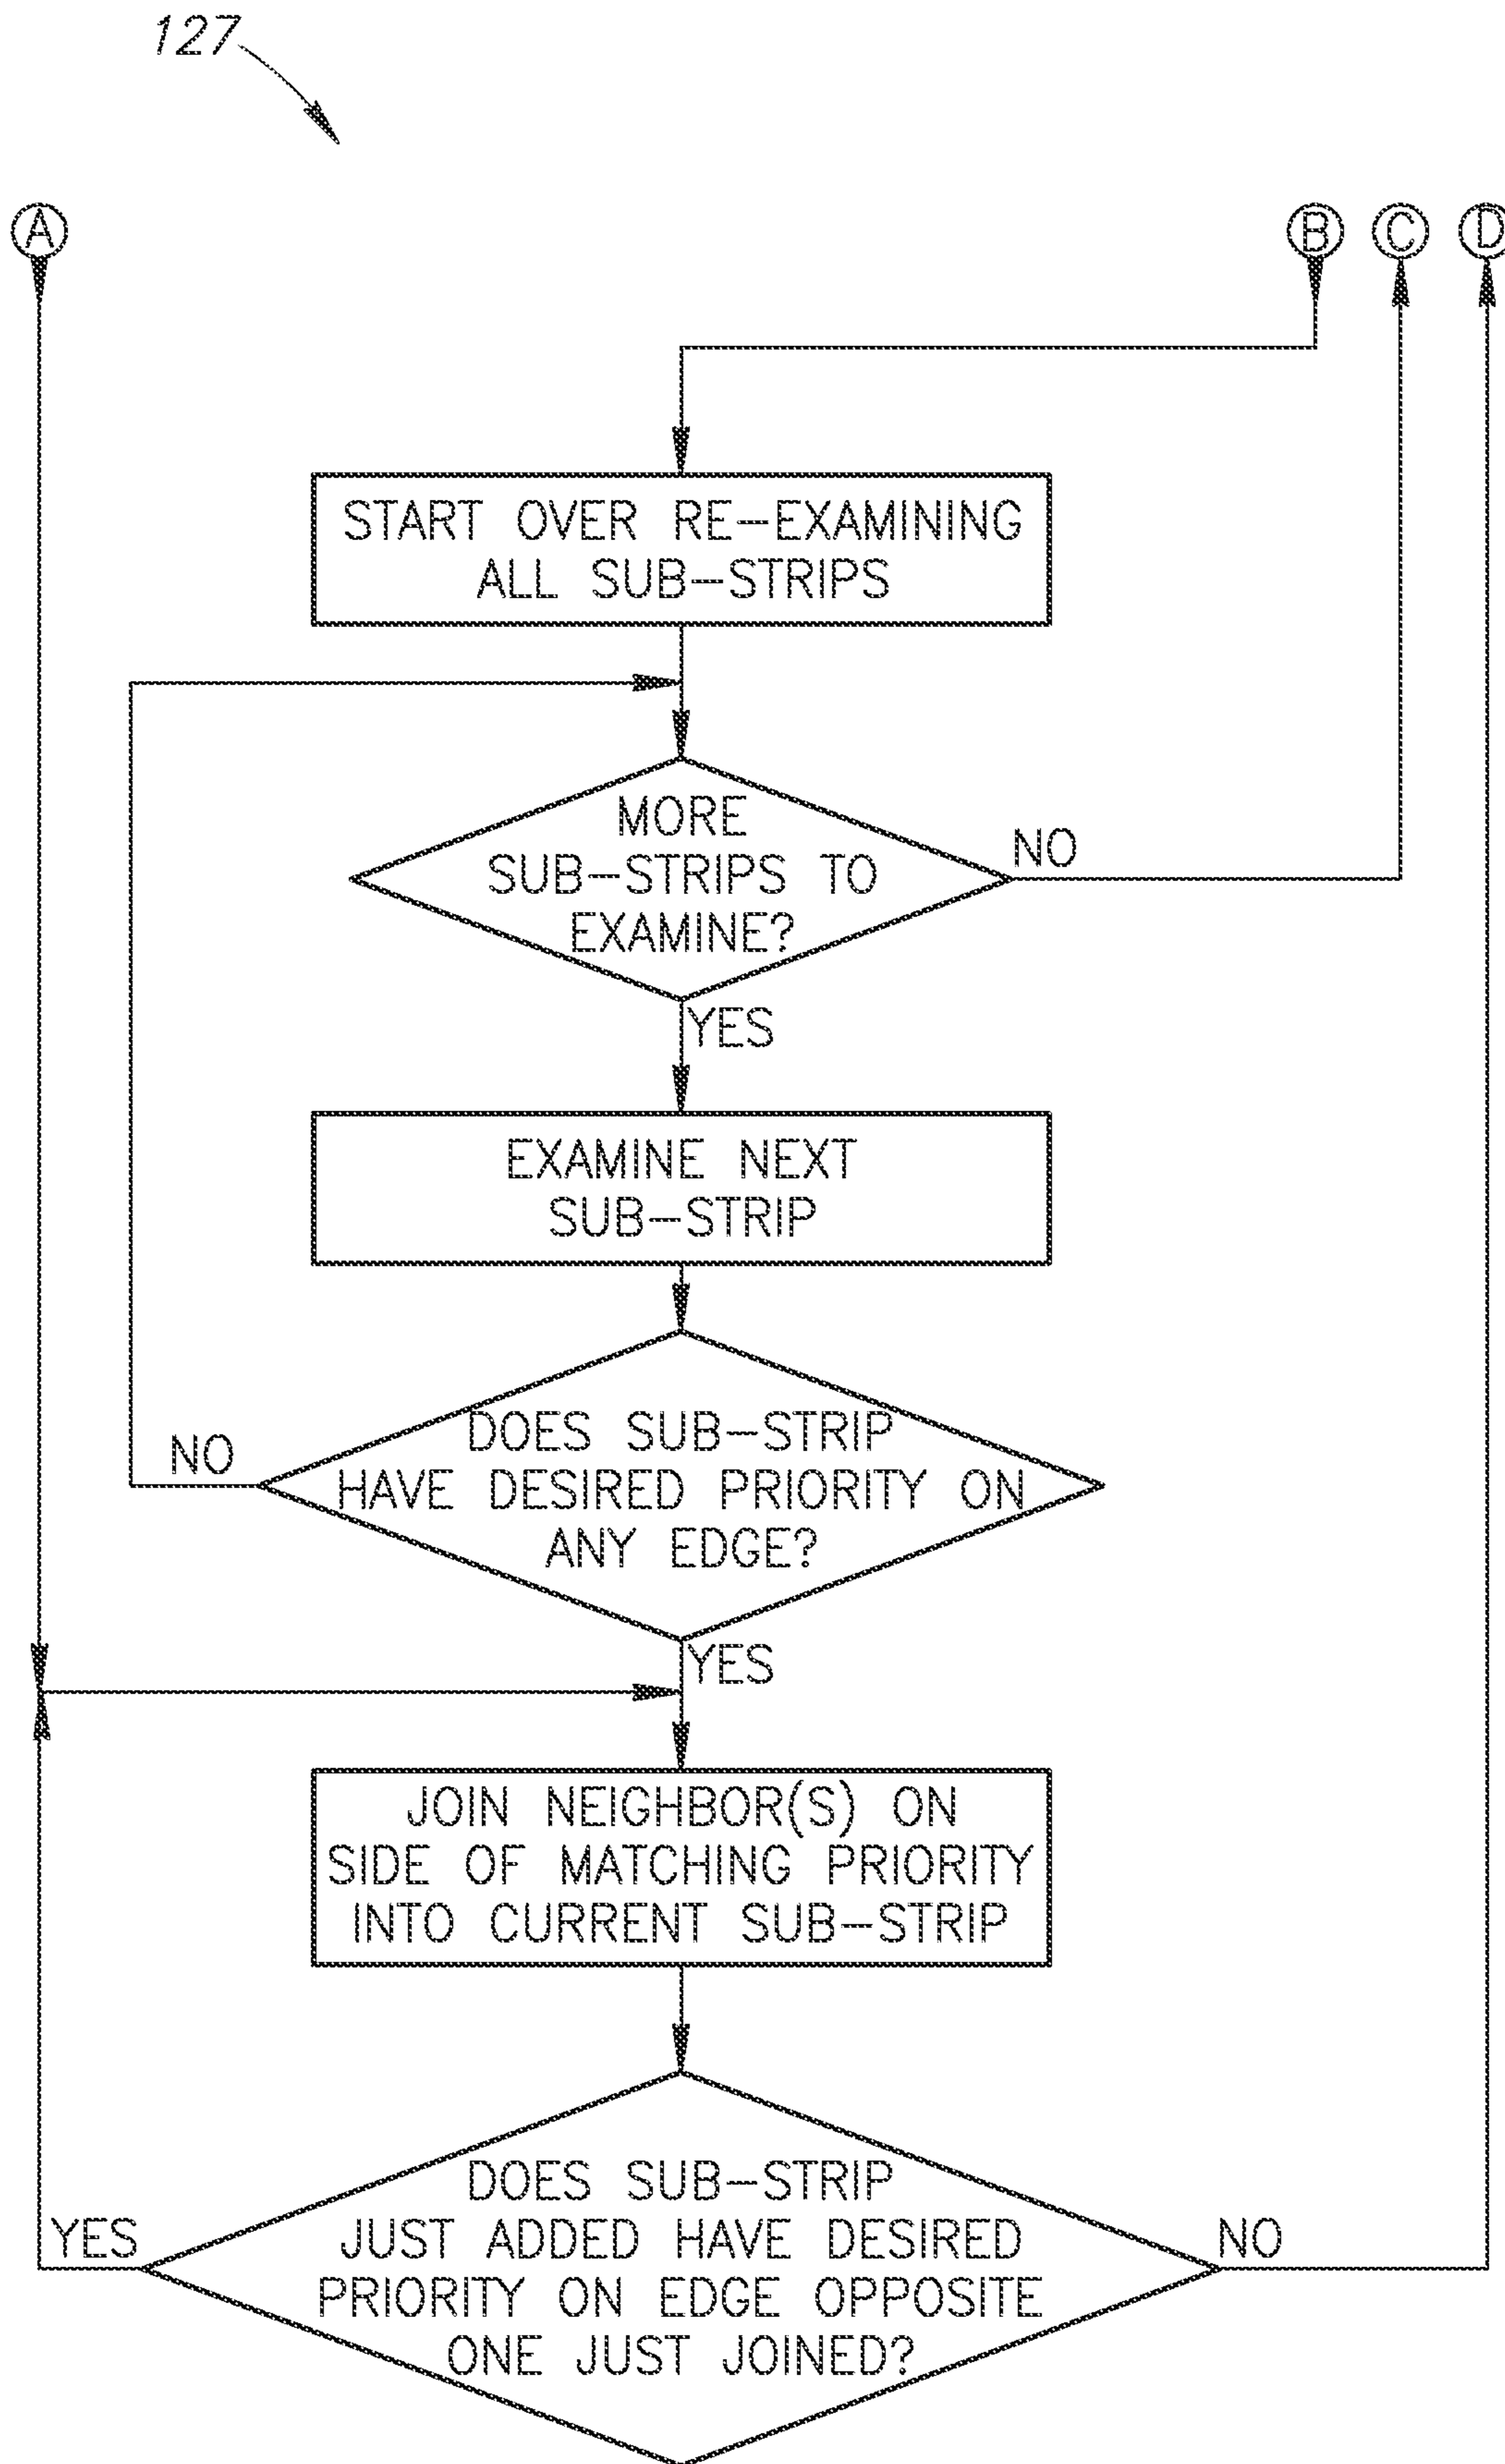 127
A
B
C
D
START OVER RE-EXAMINING
ALL SUB-STRIPS
MORE
SUB-STRIPS TO
EXAMINE?
NO
YES
EXAMINE NEXT
SUB-STRIP
DOES SUB-STRIP
HAVE DESIRED PRIORITY ON
ANY EDGE?
NO
YES
JOIN NEIGHBOR(S) ON
SIDE OF MATCHING PRIORITY
INTO CURRENT SUB-STRIP
DOES SUB-STRIP
JUST ADDED HAVE DESIRED
PRIORITY ON EDGE OPPOSITE
ONE JUST JOINED?
YES
NO